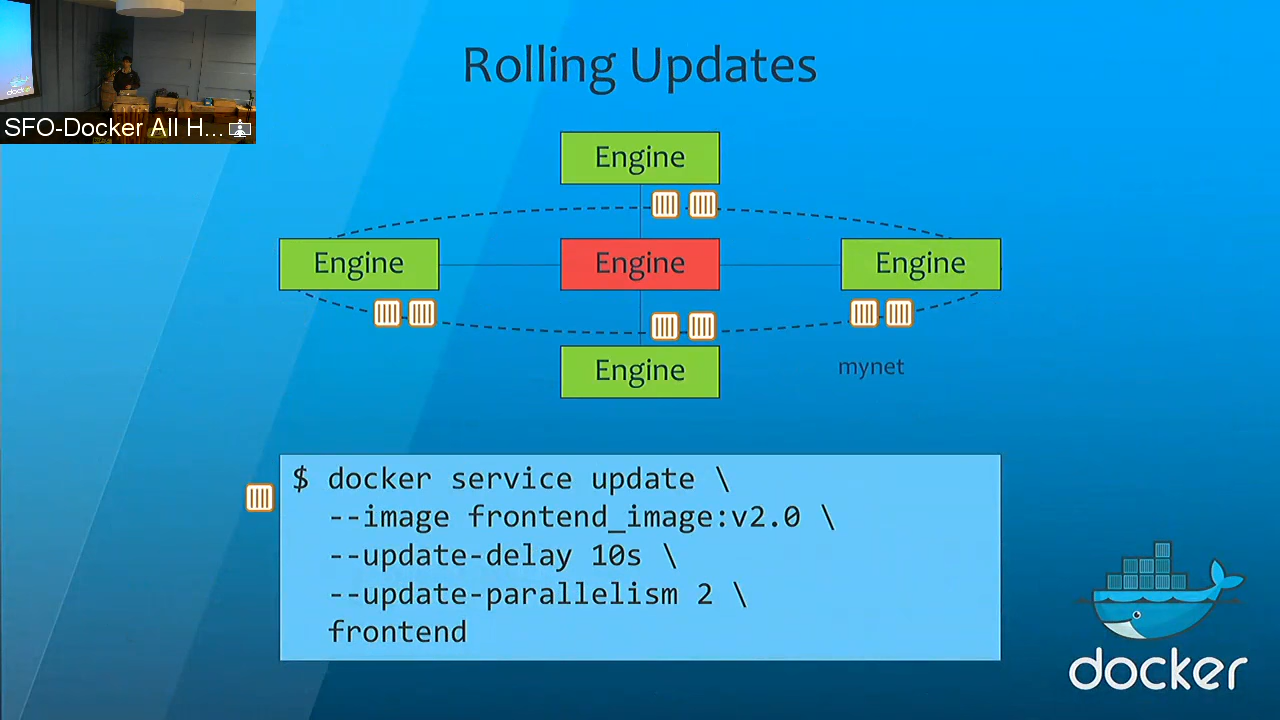 SFO-Docker All H...
Rolling Updates
Engine
Engine
Engine
Engine
Engine
mynet
$ docker service update \
--image frontend_image:v2.0 \
--update-delay 10s \
--update-parallelism 2 \
frontend
docker